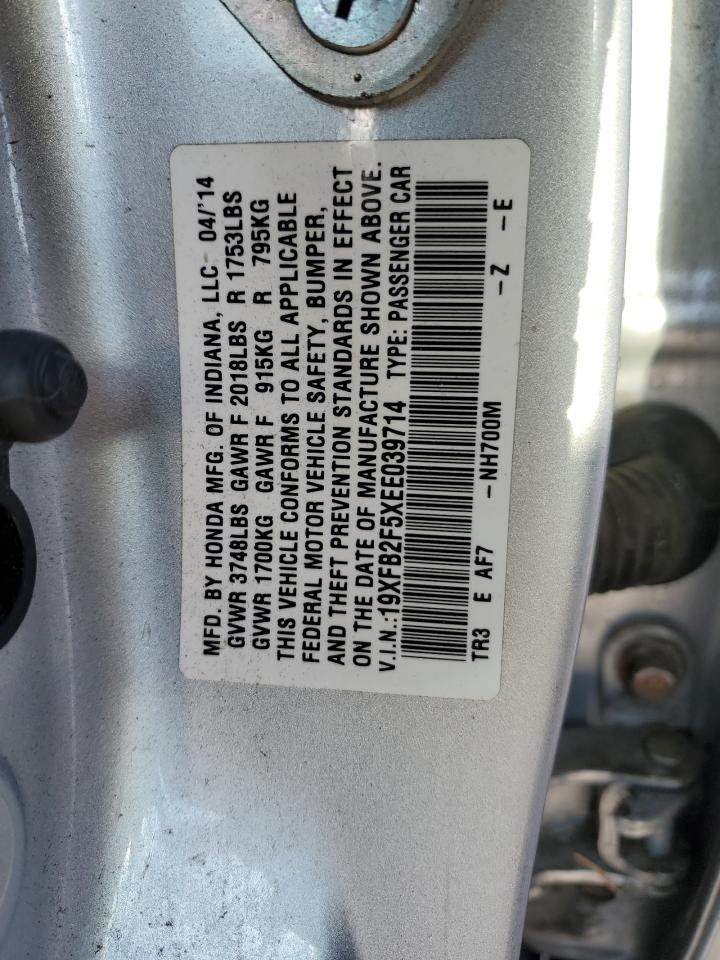 MFD. BY HONDA MFG. OF INDIANA, LLC 04/'14
GVWR 3748LBS GAWR F 2018LBS R 1753LBS
GVWR 1700KG GAWR F 915KG R 795KG
THIS VEHICLE CONFORMS TO ALL APPLICABLE
FEDERAL MOTOR VEHICLE SAFETY, BUMPER,
AND THEFT PREVENTION STANDARDS IN EFFECT
ON THE DATE OF MANUFACTURE SHOWN ABOVE.
V.I.N.:19XFB2F5XEE039714 TYPE: PASSENGER CAR
TR3 E AF7 -NH700M -Z -E